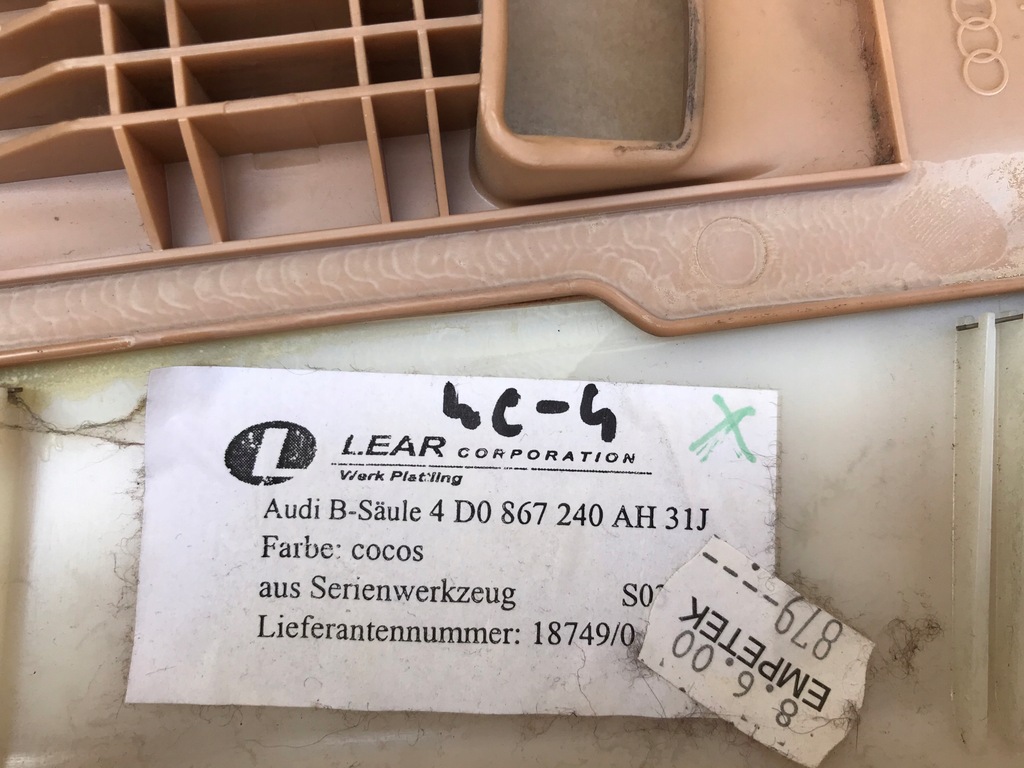 4C-4
X
LEAR CORPORATION
Werk Plattling
Audi B-Säule 4 D0 867 240 AH 31J
Farbe: cocos
aus Serienwerkzeug
Lieferantennummer: 18749/0
8.6.00
EMPETEK
879--